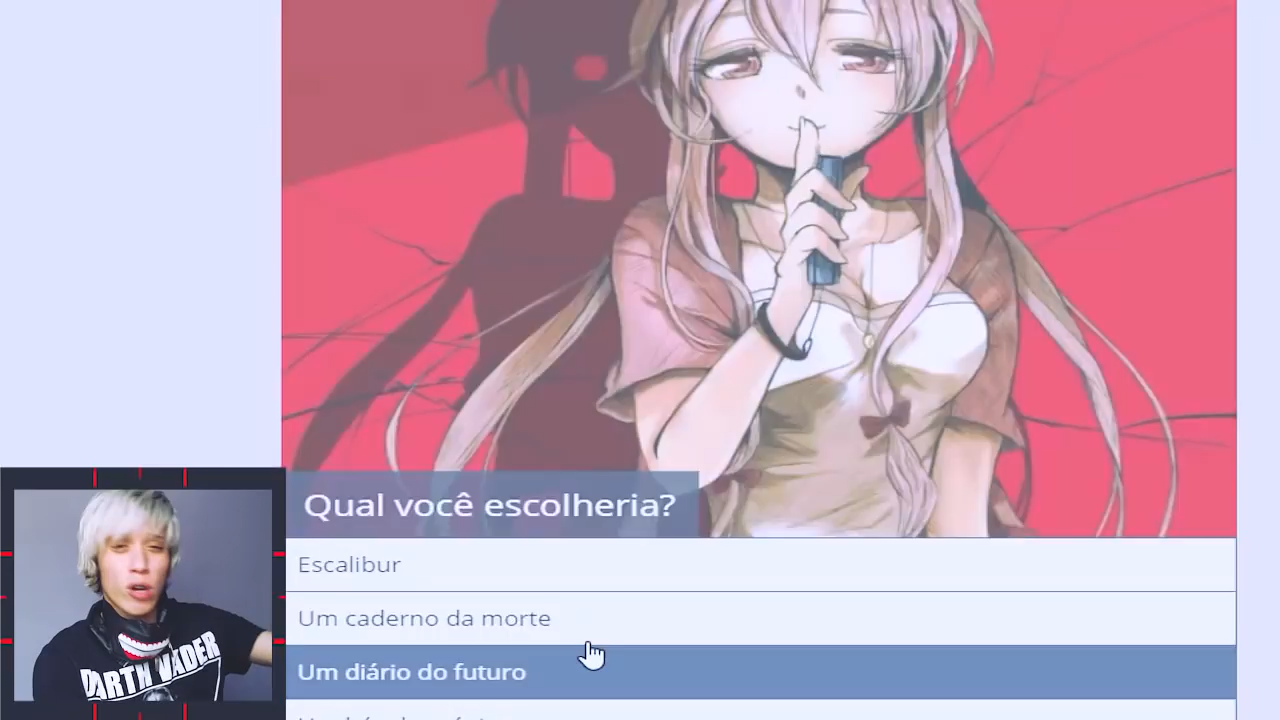 Qual você escolheria?
Escalibur
Um caderno da morte
Um diário do futuro
DARTH VADER